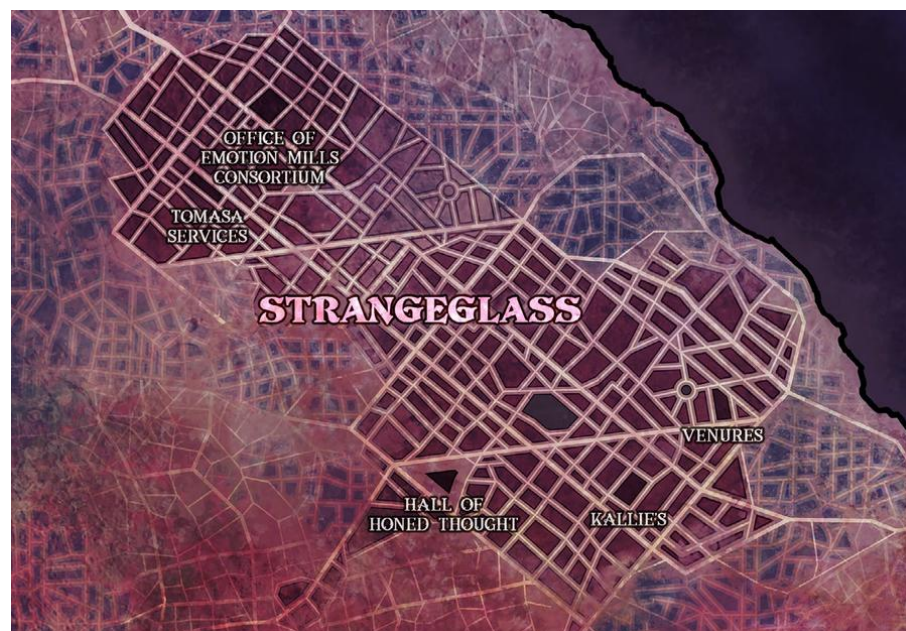 OFFICE OF
EMOTION MILLS
CONSORTIUM
TOMASA
SERVICES
STRANGEGLASS
VENURES
HALL OF
HONED THOUGHT
KALLIE'S